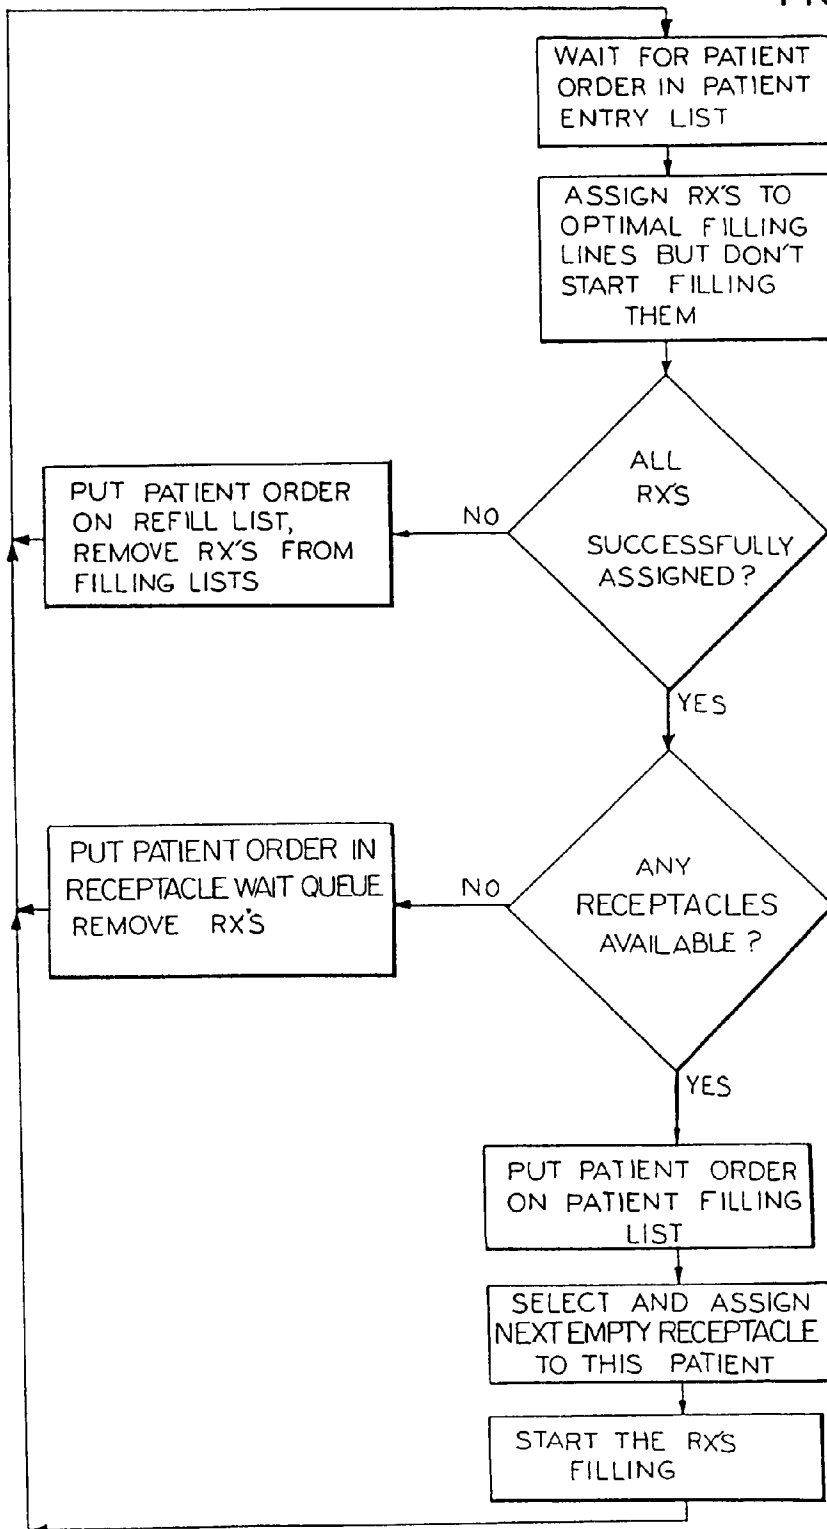 WAIT FOR PATIENT
ORDER IN PATIENT
ENTRY LIST
ASSIGN RX'S TO
OPTIMAL FILLING
LINES BUT DON'T
START FILLING
THEM
ALL
RX'S
SUCCESSFULLY
ASSIGNED?
NO
PUT PATIENT ORDER
ON REFILL LIST,
REMOVE RX'S FROM
FILLING LISTS
YES
ANY
RECEPTACLES
AVAILABLE?
NO
PUT PATIENT ORDER IN
RECEPTACLE WAIT QUEUE
REMOVE RX'S
YES
PUT PATIENT ORDER
ON PATIENT FILLING
LIST
SELECT AND ASSIGN
NEXT EMPTY RECEPTACLE
TO THIS PATIENT
START THE RX'S
FILLING